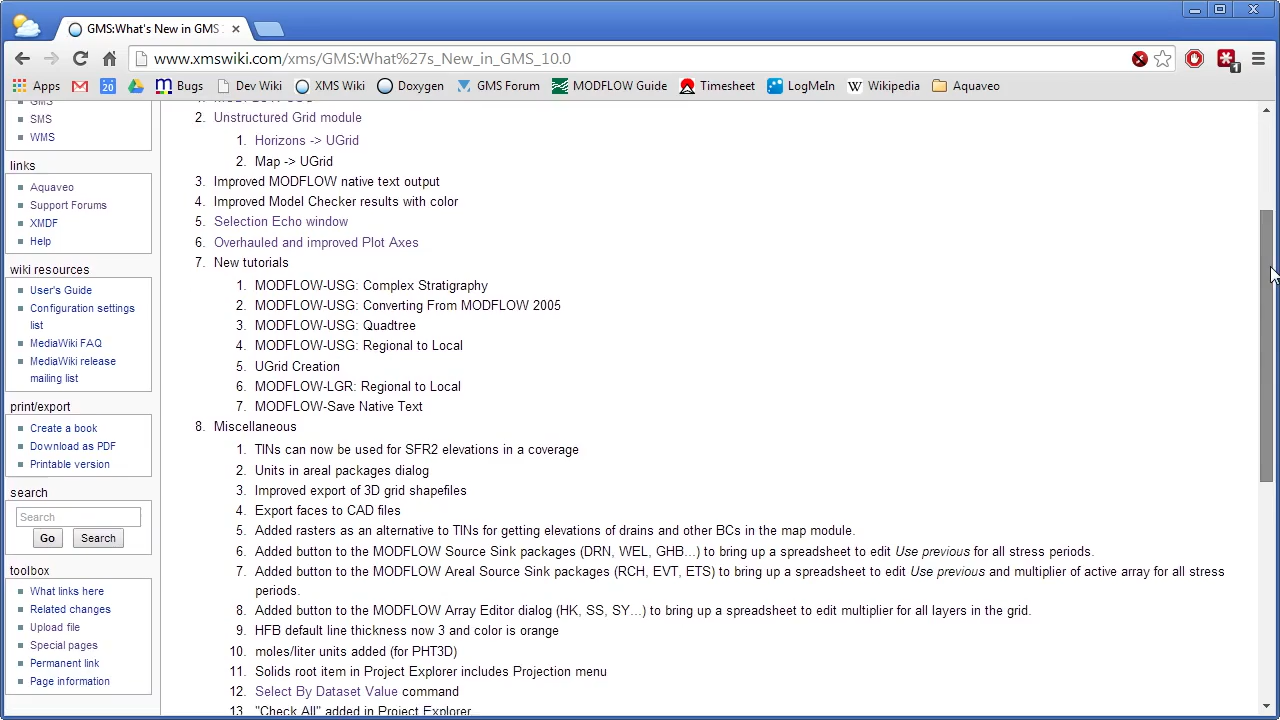 GMS:What's New in GMS
www.xmswiki.com/xms/GMS:What%27s_New_in_GMS_10.0
Apps
20
Bugs
Dev Wiki
XMS Wiki
Doxygen
GMS Forum
MODFLOW Guide
Timesheet
LogMeIn
W Wikipedia
Aquaveo
1
GMS
SMS
WMS
links
Aquaveo
Support Forums
XMDF
Help
wiki resources
User's Guide
Configuration settings
list
MediaWiki FAQ
MediaWiki release
mailing list
print/export
Create a book
Download as PDF
Printable version
search
Search
Go Search
toolbox
What links here
Related changes
Upload file
Special pages
Permanent link
Page information
2. Unstructured Grid module
1. Horizons -> UGrid
2. Map -> UGrid
3. Improved MODFLOW native text output
4. Improved Model Checker results with color
5. Selection Echo window
6. Overhauled and improved Plot Axes
7. New tutorials
1. MODFLOW-USG: Complex Stratigraphy
2. MODFLOW-USG: Converting From MODFLOW 2005
3. MODFLOW-USG: Quadtree
4. MODFLOW-USG: Regional to Local
5. UGrid Creation
6. MODFLOW-LGR: Regional to Local
7. MODFLOW-Save Native Text
8. Miscellaneous
1. TINs can now be used for SFR2 elevations in a coverage
2. Units in areal packages dialog
3. Improved export of 3D grid shapefiles
4. Export faces to CAD files
5. Added rasters as an alternative to TINs for getting elevations of drains and other BCs in the map module.
6. Added button to the MODFLOW Source Sink packages (DRN, WEL, GHB...) to bring up a spreadsheet to edit Use previous for all stress periods.
7. Added button to the MODFLOW Areal Source Sink packages (RCH, EVT, ETS) to bring up a spreadsheet to edit Use previous and multiplier of active array for all stress
periods.
8. Added button to the MODFLOW Array Editor dialog (HK, SS, SY...) to bring up a spreadsheet to edit multiplier for all layers in the grid.
9. HFB default line thickness now 3 and color is orange
10. moles/liter units added (for PHT3D)
11. Solids root item in Project Explorer includes Projection menu
12. Select By Dataset Value command
13. "Check All" added in Project Explorer